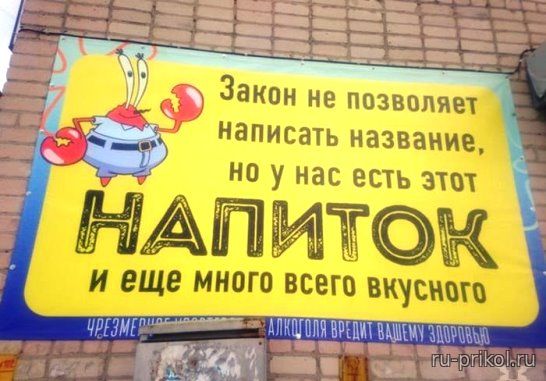 Закон не позволяет
написать название,
но у нас есть этот
НАПИТОК
и еще много всего вкусного
АЛКОГОЛЯ ВРЕДИТ ВАШЕМУ ЗДОРОВЬЮ
ru-prikol.ru